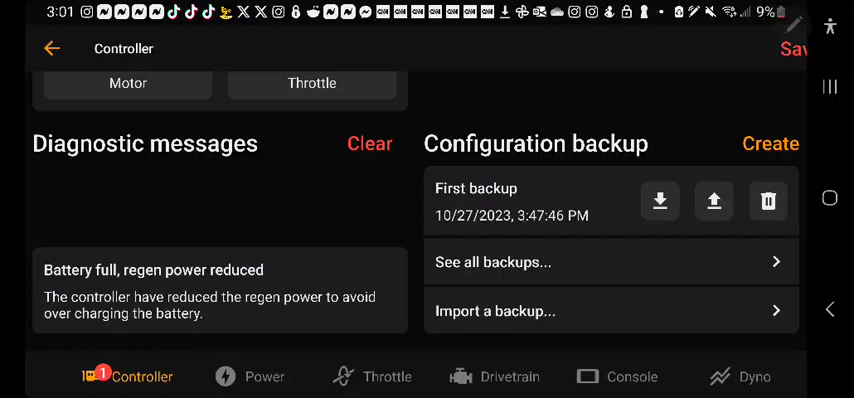 3:01
9%
Controller
Sav
Motor
Throttle
Diagnostic messages
Clear
Configuration backup
Create
First backup
10/27/2023, 3:47:46 PM
See all backups...
Import a backup...
Battery full, regen power reduced
The controller have reduced the regen power to avoid
over charging the battery.
1
Controller
Power
Throttle
Drivetrain
Console
Dyno